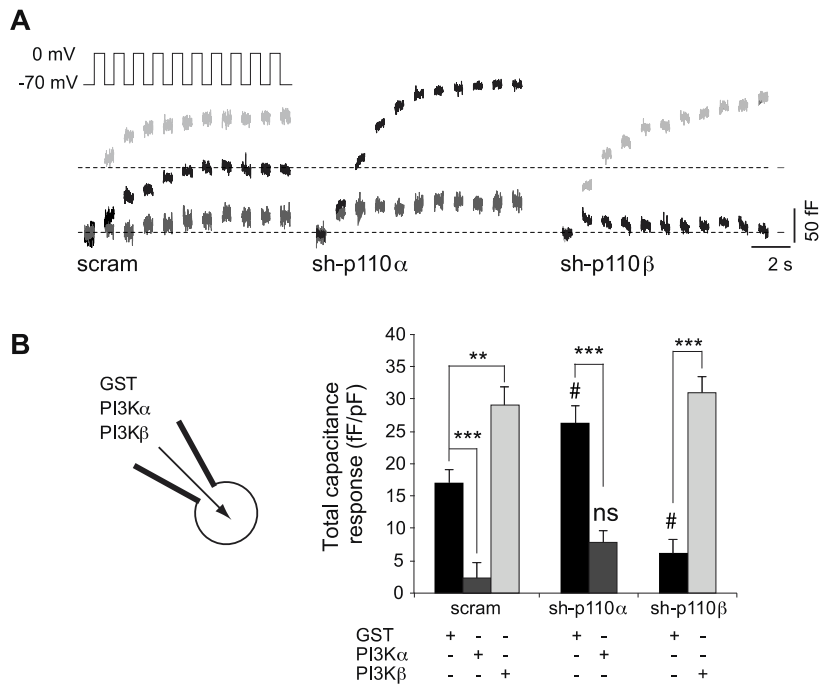 A
0 mV
-70 mV
scram
sh-p110α
sh-p110β
50 fF
2 s
B
GST
PI3Kα
PI3Kβ
Total capacitance
response (fF/pF)
40
35
30
25
20
15
10
5
0
***
**
#
***
ns
#
***
scram
sh-p110α
sh-p110β
GST + - - + - + -
PI3Kα - + - - + - -
PI3Kβ - - + - - - +